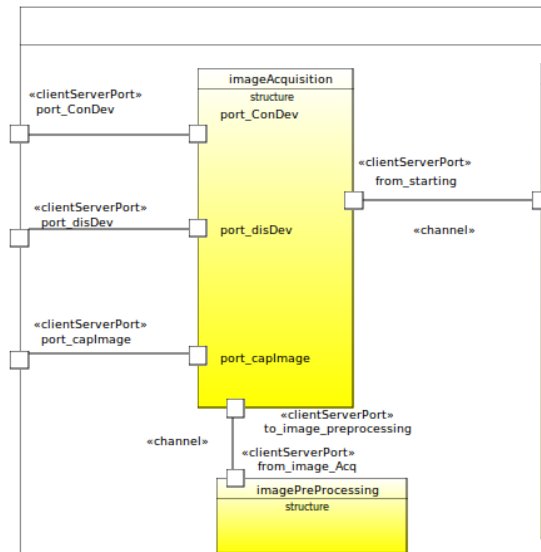 imageAcquisition
structure
«clientServerPort»
port_ConDev
port_ConDev
«clientServerPort»
from_starting
«channel»
«clientServerPort»
port_disDev
port_disDev
«clientServerPort»
port_capImage
port_capImage
«clientServerPort»
to_image_preprocessing
«channel»
«clientServerPort»
from_image_Acq
imagePreProcessing
structure